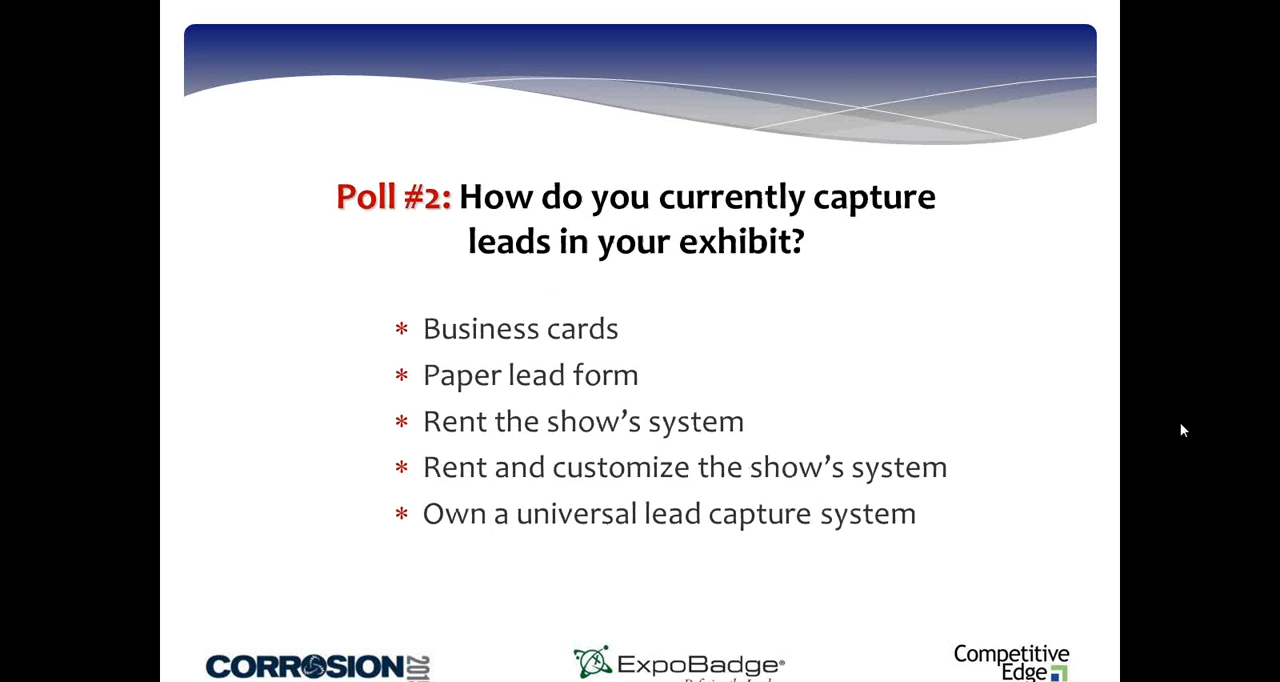 Poll #2: How do you currently capture
leads in your exhibit?
* Business cards
* Paper lead form
* Rent the show’s system
* Rent and customize the show’s system
* Own a universal lead capture system
CORROSION
ExpoBadge®
Competitive
Edge